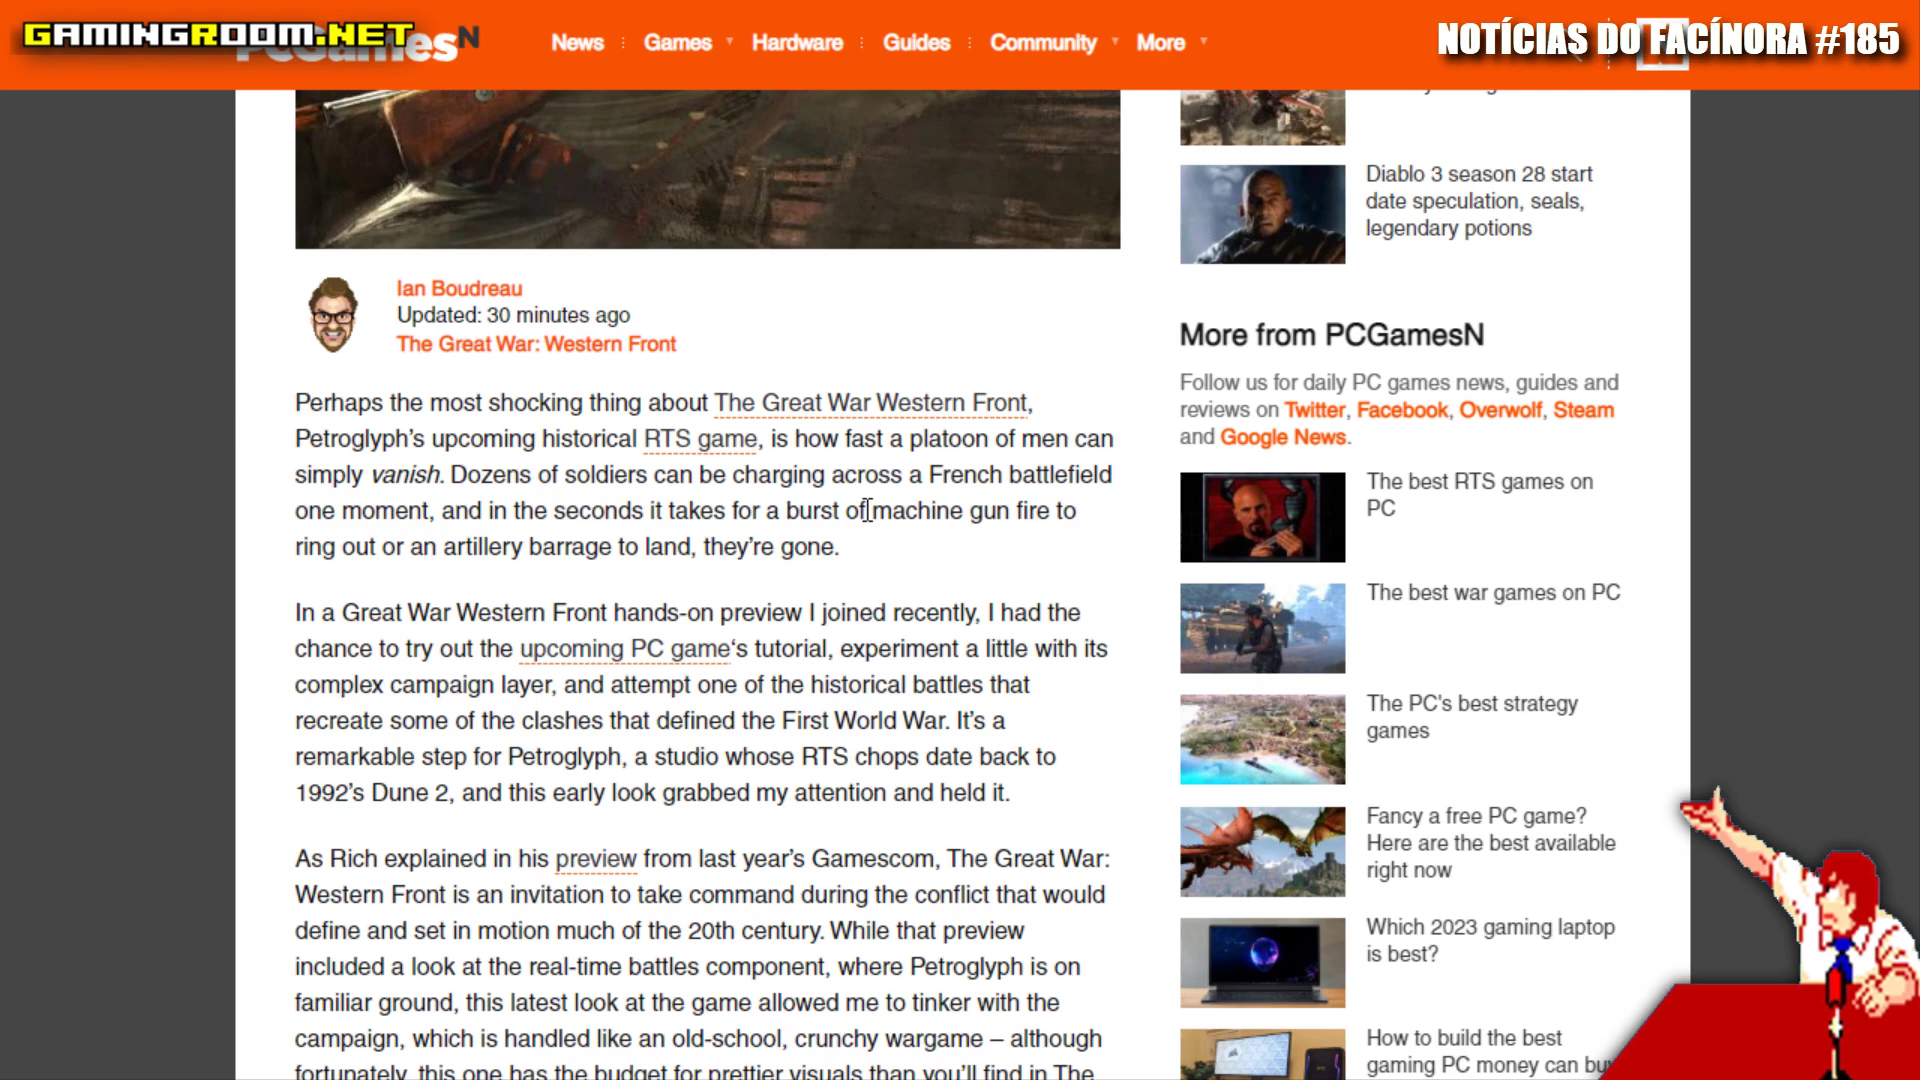 GAMINGROOM.NET
PCGamesN
News
Games
Hardware
Guides
Community
More
NOTÍCIAS DO FACÍNORA #185
Diablo 3 season 28 start
date speculation, seals,
legendary potions
Ian Boudreau
Updated: 30 minutes ago
The Great War: Western Front
Perhaps the most shocking thing about The Great War Western Front,
Petroglyph’s upcoming historical RTS game, is how fast a platoon of men can
simply vanish. Dozens of soldiers can be charging across a French battlefield
one moment, and in the seconds it takes for a burst of machine gun fire to
ring out or an artillery barrage to land, they’re gone.
In a Great War Western Front hands-on preview I joined recently, I had the
chance to try out the upcoming PC game‘s tutorial, experiment a little with its
complex campaign layer, and attempt one of the historical battles that
recreate some of the clashes that defined the First World War. It’s a
remarkable step for Petroglyph, a studio whose RTS chops date back to
1992’s Dune 2, and this early look grabbed my attention and held it.
As Rich explained in his preview from last year’s Gamescom, The Great War:
Western Front is an invitation to take command during the conflict that would
define and set in motion much of the 20th century. While that preview
included a look at the real-time battles component, where Petroglyph is on
familiar ground, this latest look at the game allowed me to tinker with the
campaign, which is handled like an old-school, crunchy wargame – although
fortunately, this one has the budget for prettier visuals than you’ll find in The
More from PCGamesN
Follow us for daily PC games news, guides and
reviews on Twitter, Facebook, Overwolf, Steam
and Google News.
The best RTS games on
PC
The best war games on PC
The PC's best strategy
games
Fancy a free PC game?
Here are the best available
right now
Which 2023 gaming laptop
is best?
How to build the best
gaming PC money can buy